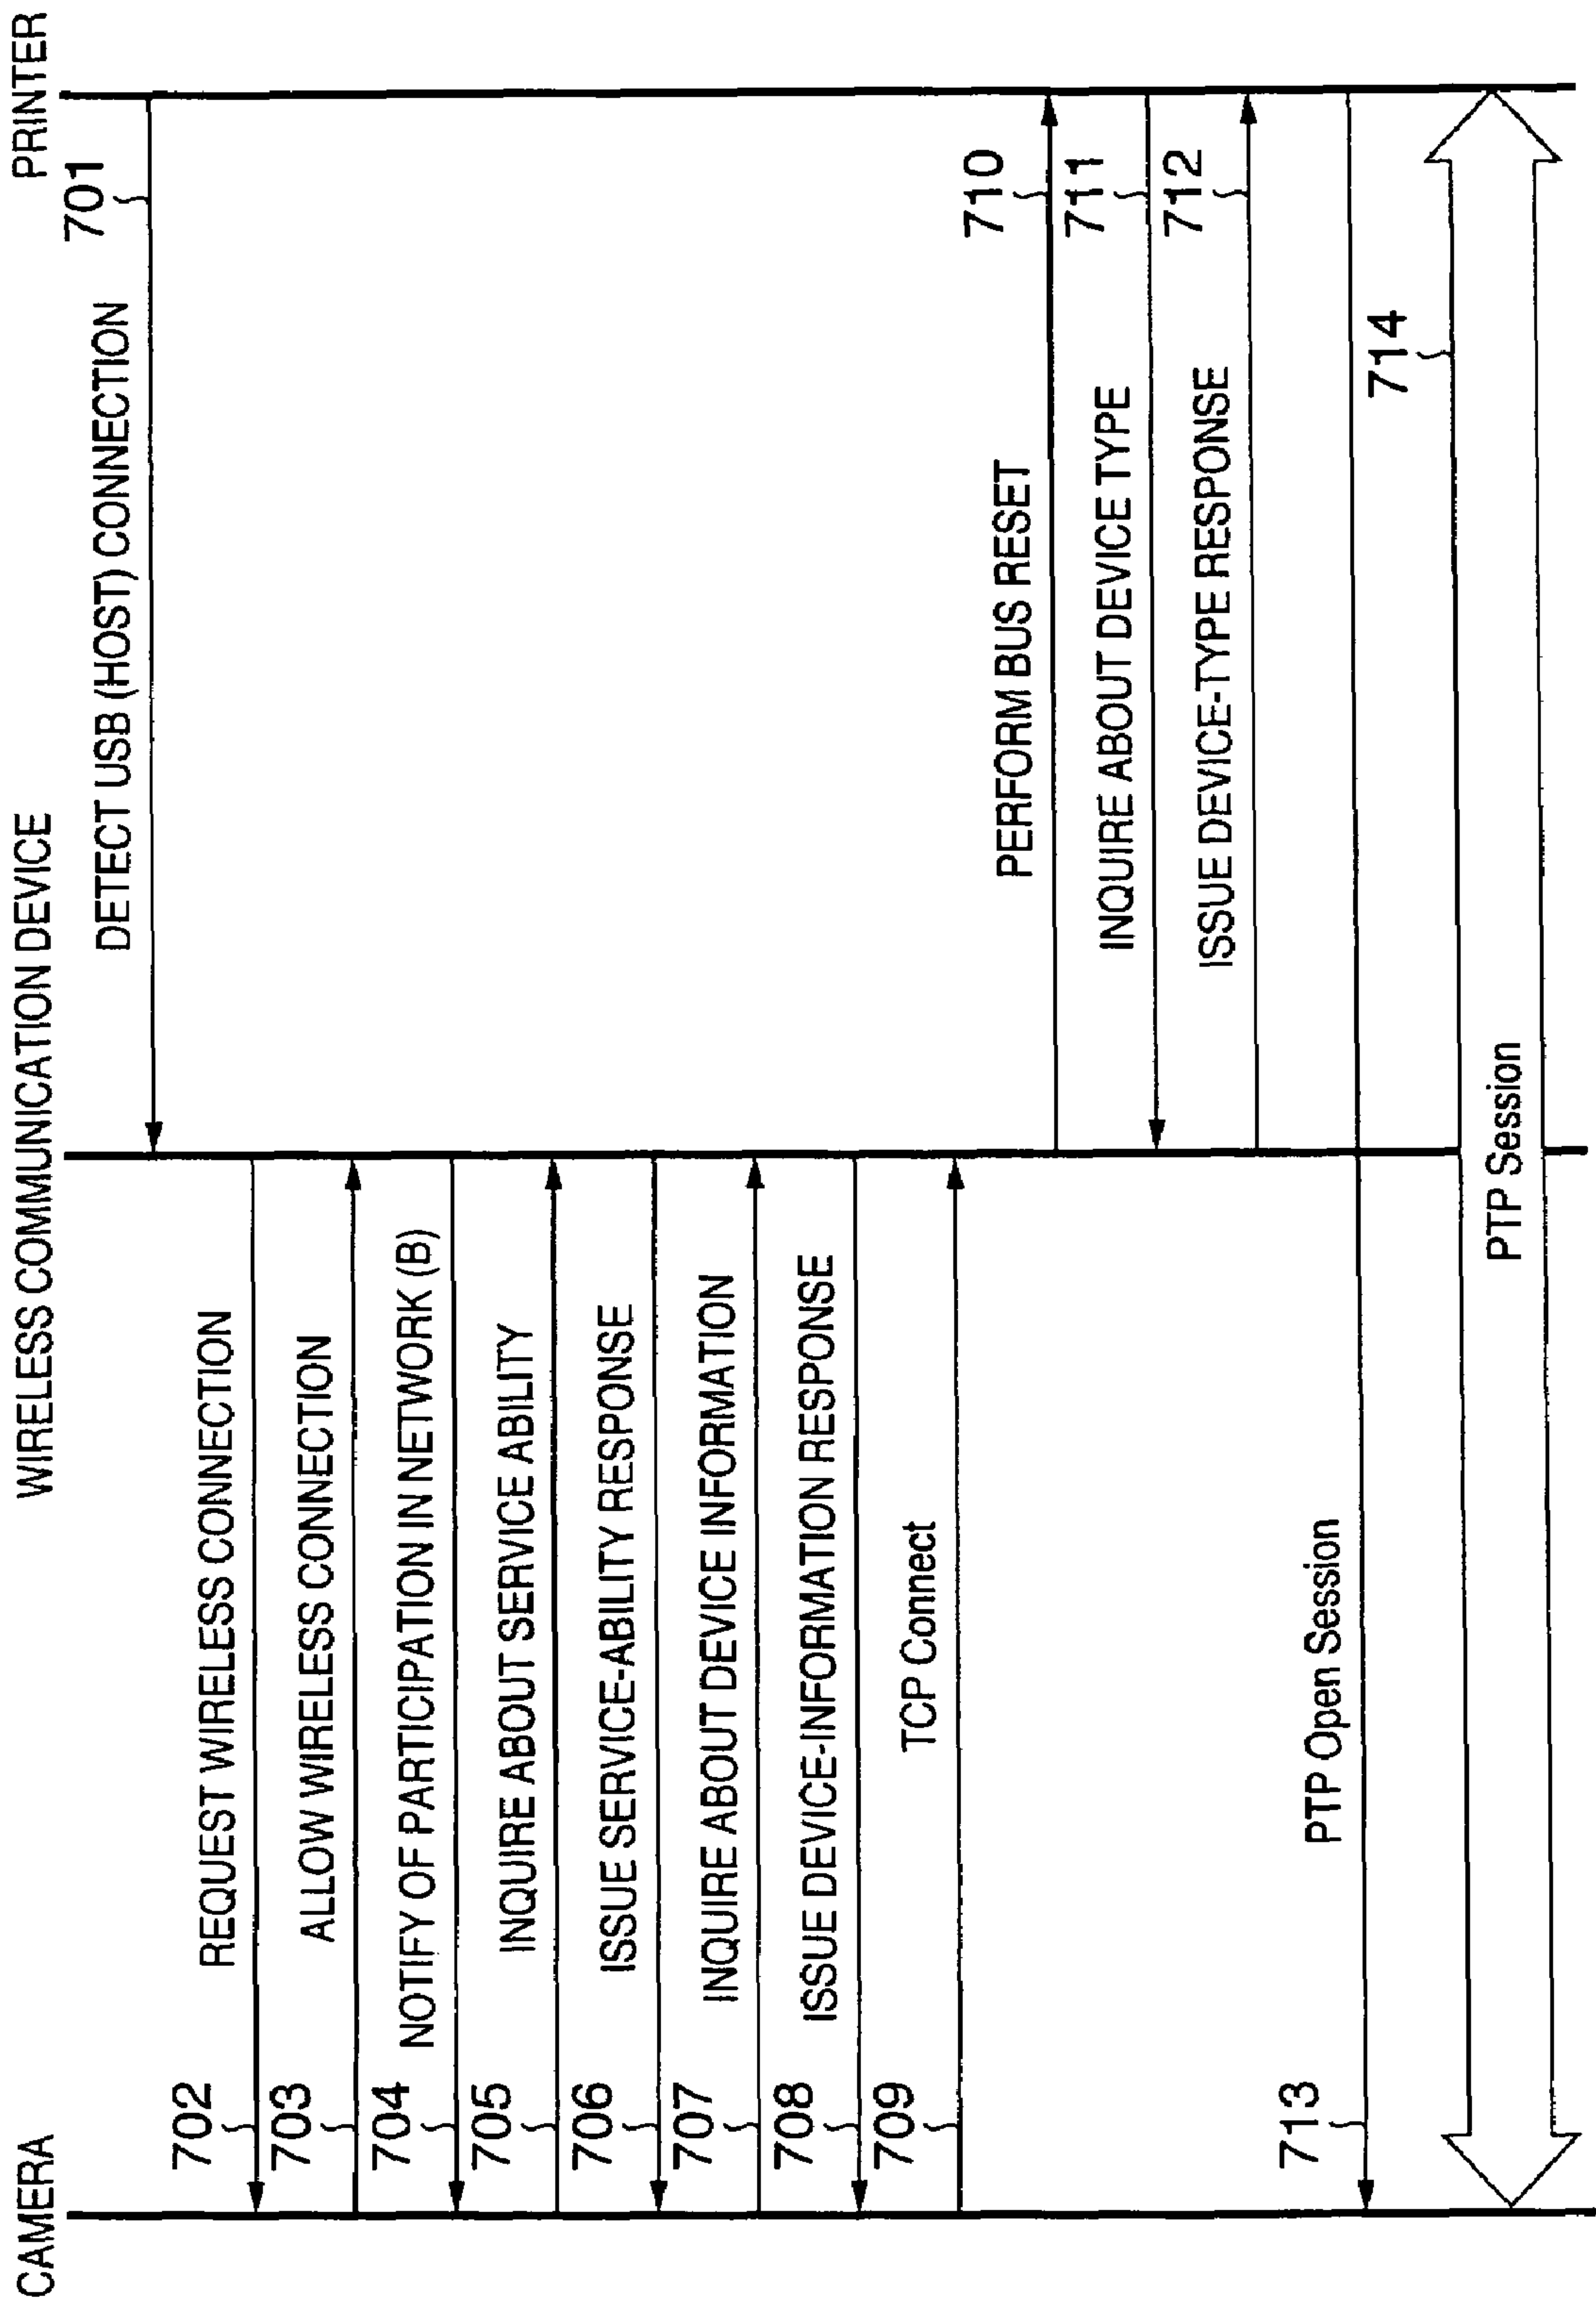 CAMERA
WIRELESS COMMUNICATION DEVICE
PRINTER
701
DETECT USB (HOST) CONNECTION
702
REQUEST WIRELESS CONNECTION
703
ALLOW WIRELESS CONNECTION
704
NOTIFY OF PARTICIPATION IN NETWORK (B)
705
INQUIRE ABOUT SERVICE ABILITY
706
ISSUE SERVICE-ABILITY RESPONSE
707
INQUIRE ABOUT DEVICE INFORMATION
708
ISSUE DEVICE-INFORMATION RESPONSE
709
TCP Connect
710
PERFORM BUS RESET
711
INQUIRE ABOUT DEVICE TYPE
712
ISSUE DEVICE-TYPE RESPONSE
713
PTP Open Session
714
PTP Session